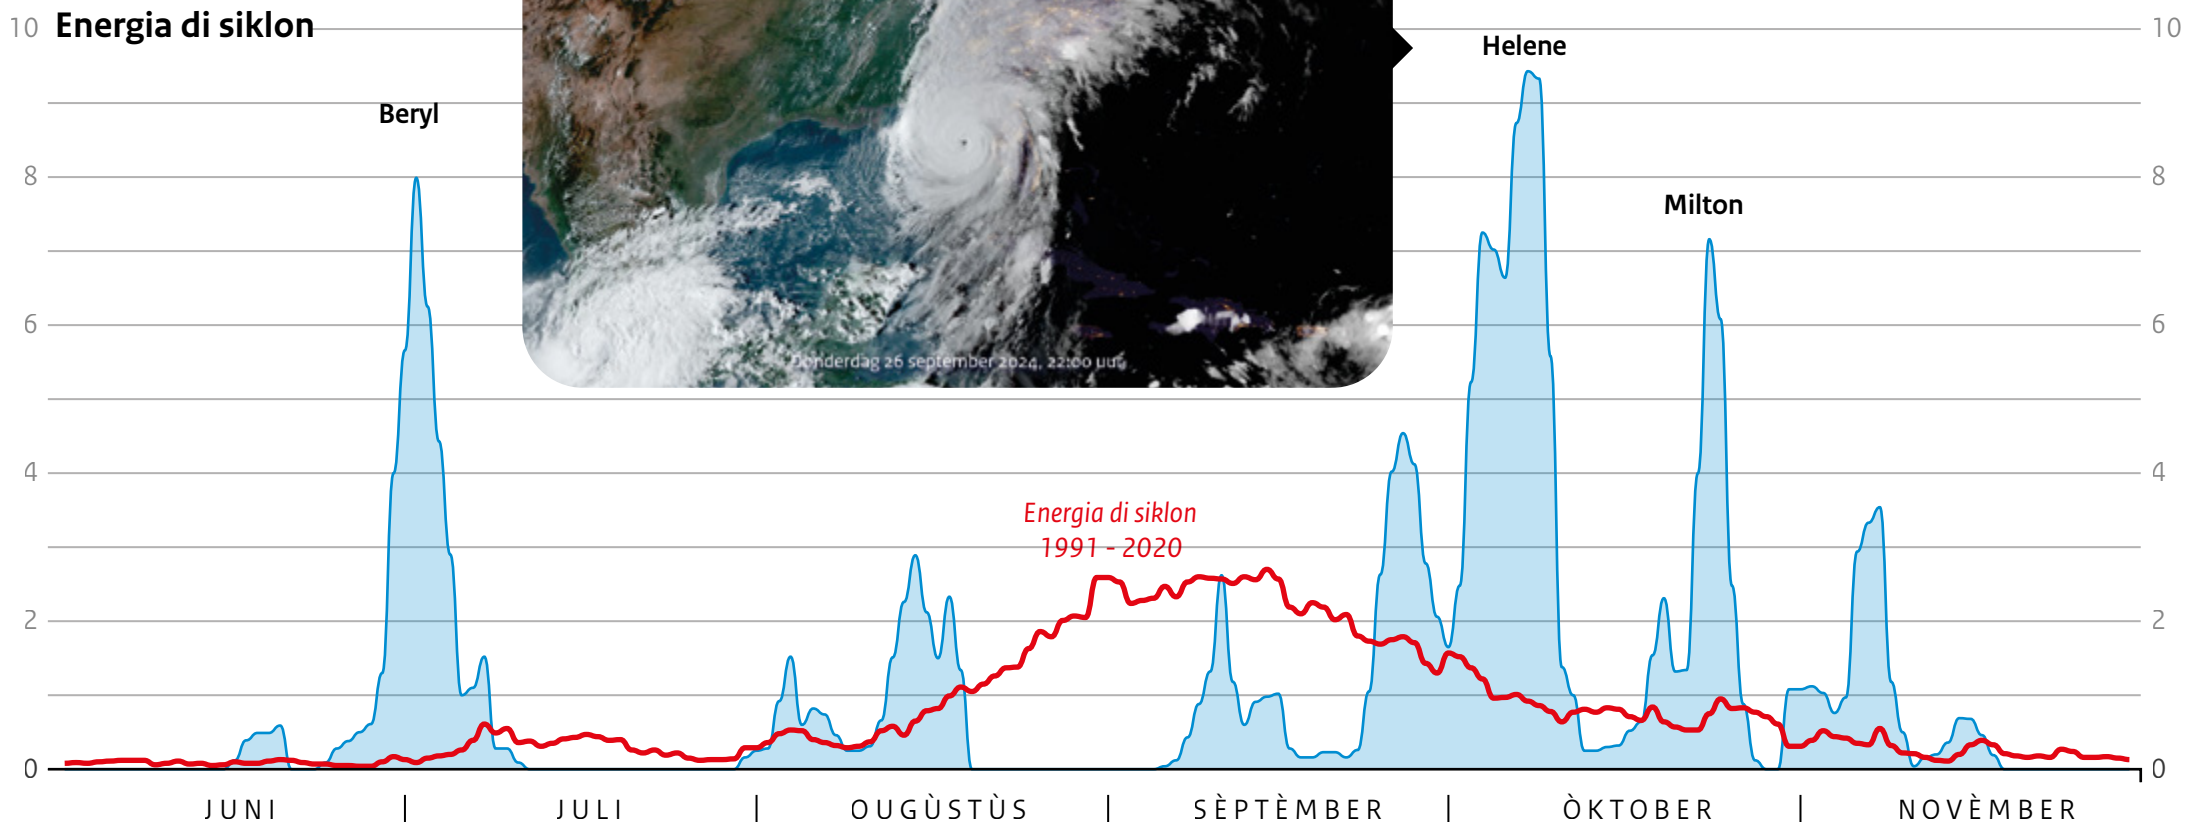 Energia di siklon
10
8
6
4
2
0
10
8
6
4
2
0
Beryl
Helene
Milton
Donderdag 26 september 2024, 22:00 uur
Energia di siklon
1991 - 2020
JUNI | JULI | OUGÙSTÙS | SÈPTÈMBER | ÒKTOBER | NOVÈMBER